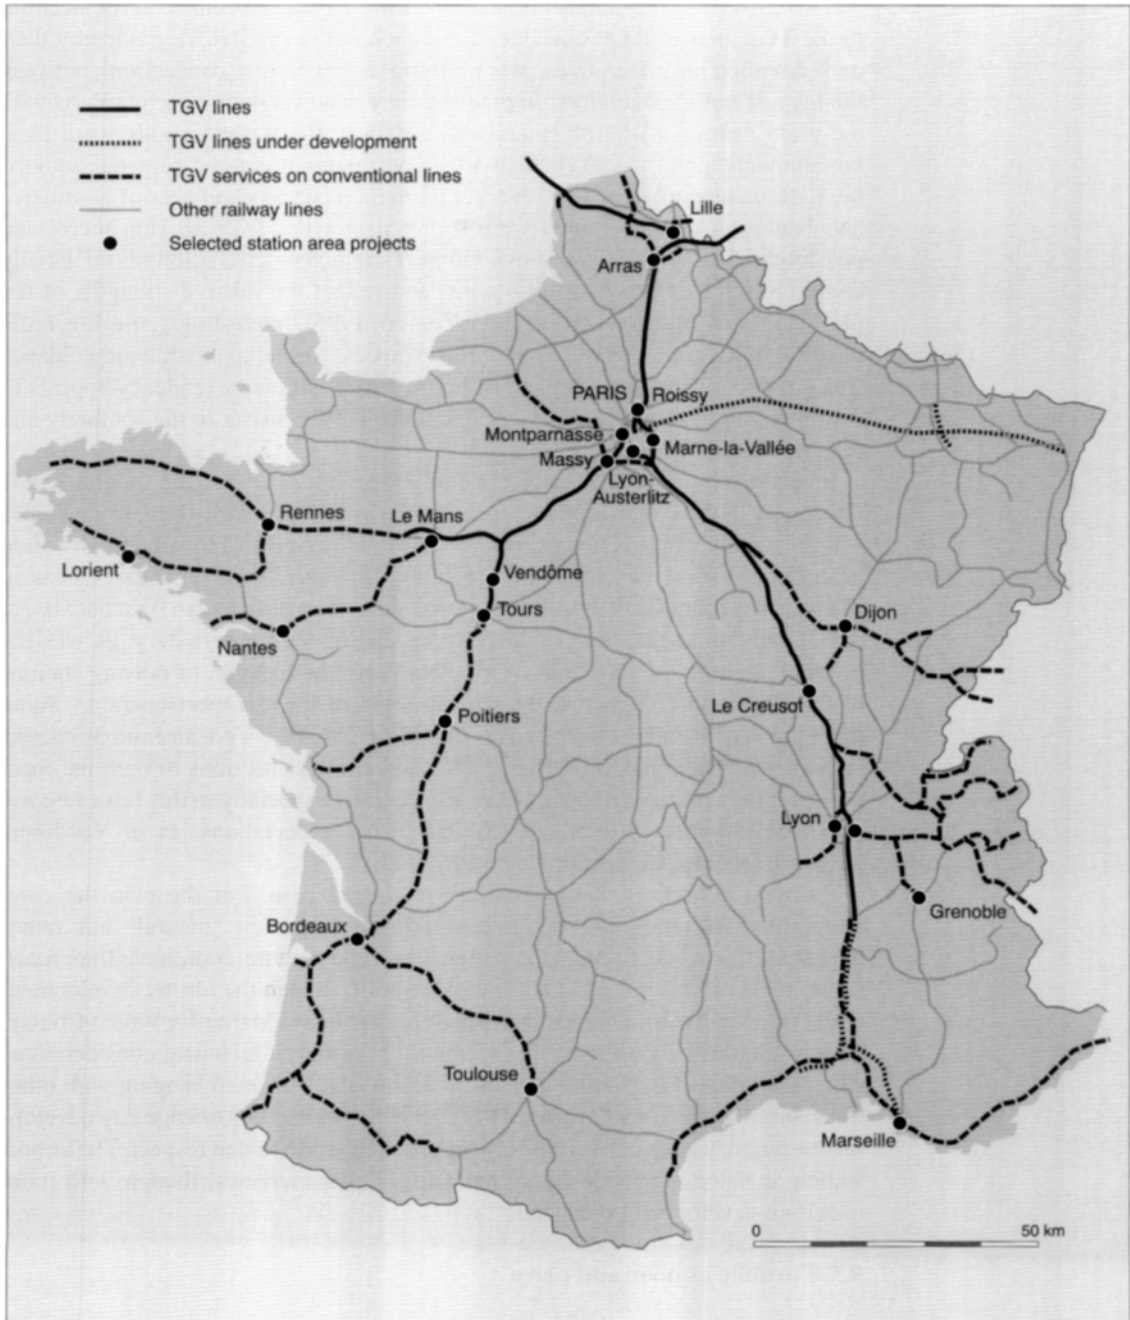 TGV lines
TGV lines under development
TGV services on conventional lines
Other railway lines
Selected station area projects
Lille
Arras
PARIS
Roissy
Montparnasse
Marne-la-Vallée
Massy
Lyon-
Austerlitz
Rennes
Le Mans
Lorient
Vendôme
Tours
Nantes
Dijon
Le Creusot
Poitiers
Lyon
Grenoble
Bordeaux
Toulouse
Marseille
0 50 km